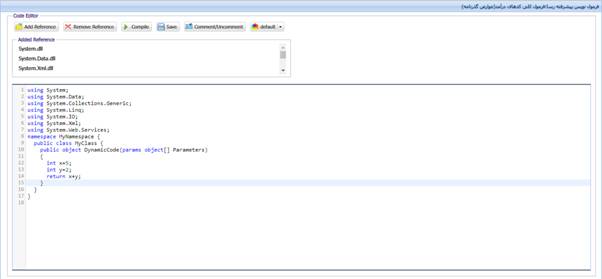 فرمول نویسی پیشرفته ریسا(فرمول کلی کدهای درآمد(عوارض گذرنامه)
Code Editor
Add Reference Remove Reference Compile Save Comment/Uncomment default
Added Reference
System.dll
System.Data.dll
System.Xml.dll
1 using System;
2 using System.Data;
3 using System.Collections.Generic;
4 using System.Linq;
5 using System.IO;
6 using System.Xml;
7 using System.Web.Services;
8 namespace MyNamespace {
9 public class MyClass {
10 public object DynamicCode(params object[] Parameters)
11 {
12 int x=5;
13 int y=2;
14 return x+y;
15 }
16 }
17 }
18